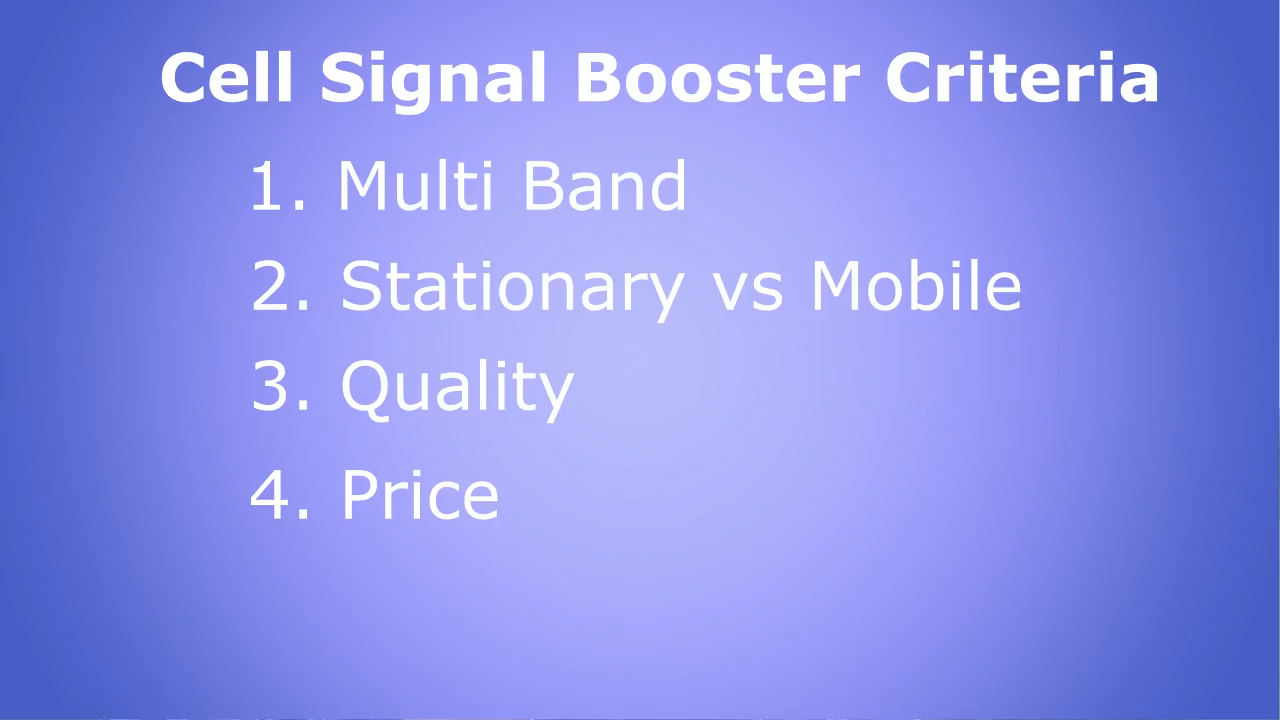 Cell Signal Booster Criteria
1. Multi Band
2. Stationary vs Mobile
3. Quality
4. Price